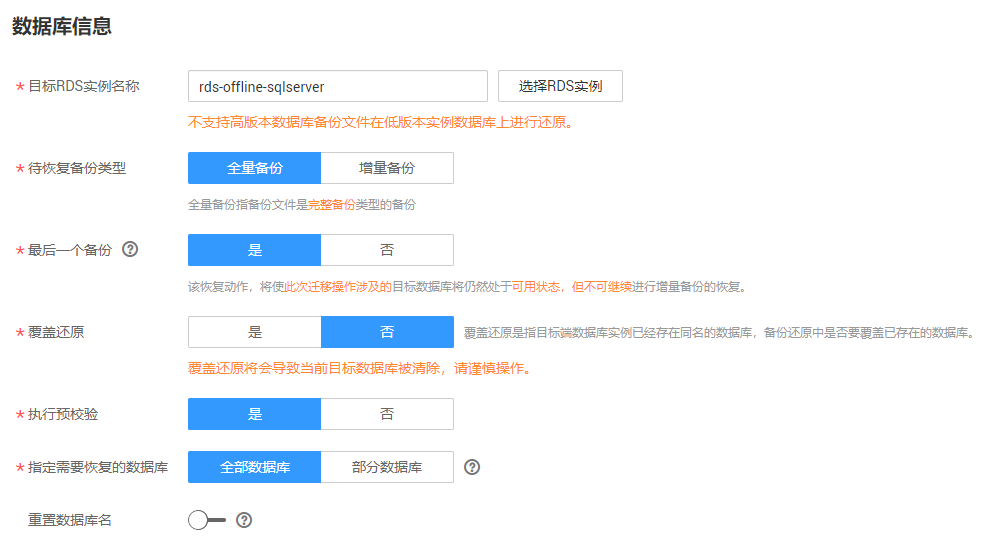 数据库信息
* 目标RDS实例名称 rds-offline-sqlserver 选择RDS实例
不支持高版本数据库备份文件在低版本实例数据库上进行还原。
* 待恢复备份类型 全量备份 增量备份
全量备份指备份文件是完整备份类型的备份
* 最后一个备份 ? 是 否
该恢复动作，将使此次迁移操作涉及的目标数据库将仍然处于可用状态，但不可继续进行增量备份的恢复。
* 覆盖还原 是 否 覆盖还原是指目标端数据库实例已经存在同名的数据库，备份还原中是否要覆盖已存在的数据库。
覆盖还原将会导致当前目标数据库被清除，请谨慎操作。
* 执行预校验 是 否
* 指定需要恢复的数据库 全部数据库 部分数据库 ?
重置数据库名 ?